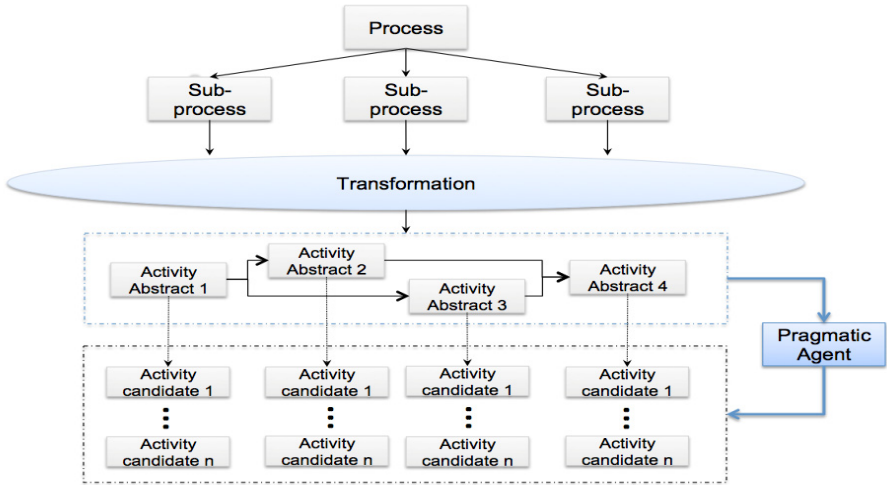 Process
Sub-
process
Sub-
process
Sub-
process
Transformation
Activity
Abstract 1
Activity
Abstract 2
Activity
Abstract 3
Activity
Abstract 4
Pragmatic
Agent
Activity
candidate 1
Activity
candidate 1
Activity
candidate 1
Activity
candidate 1
Activity
candidate n
Activity
candidate n
Activity
candidate n
Activity
candidate n